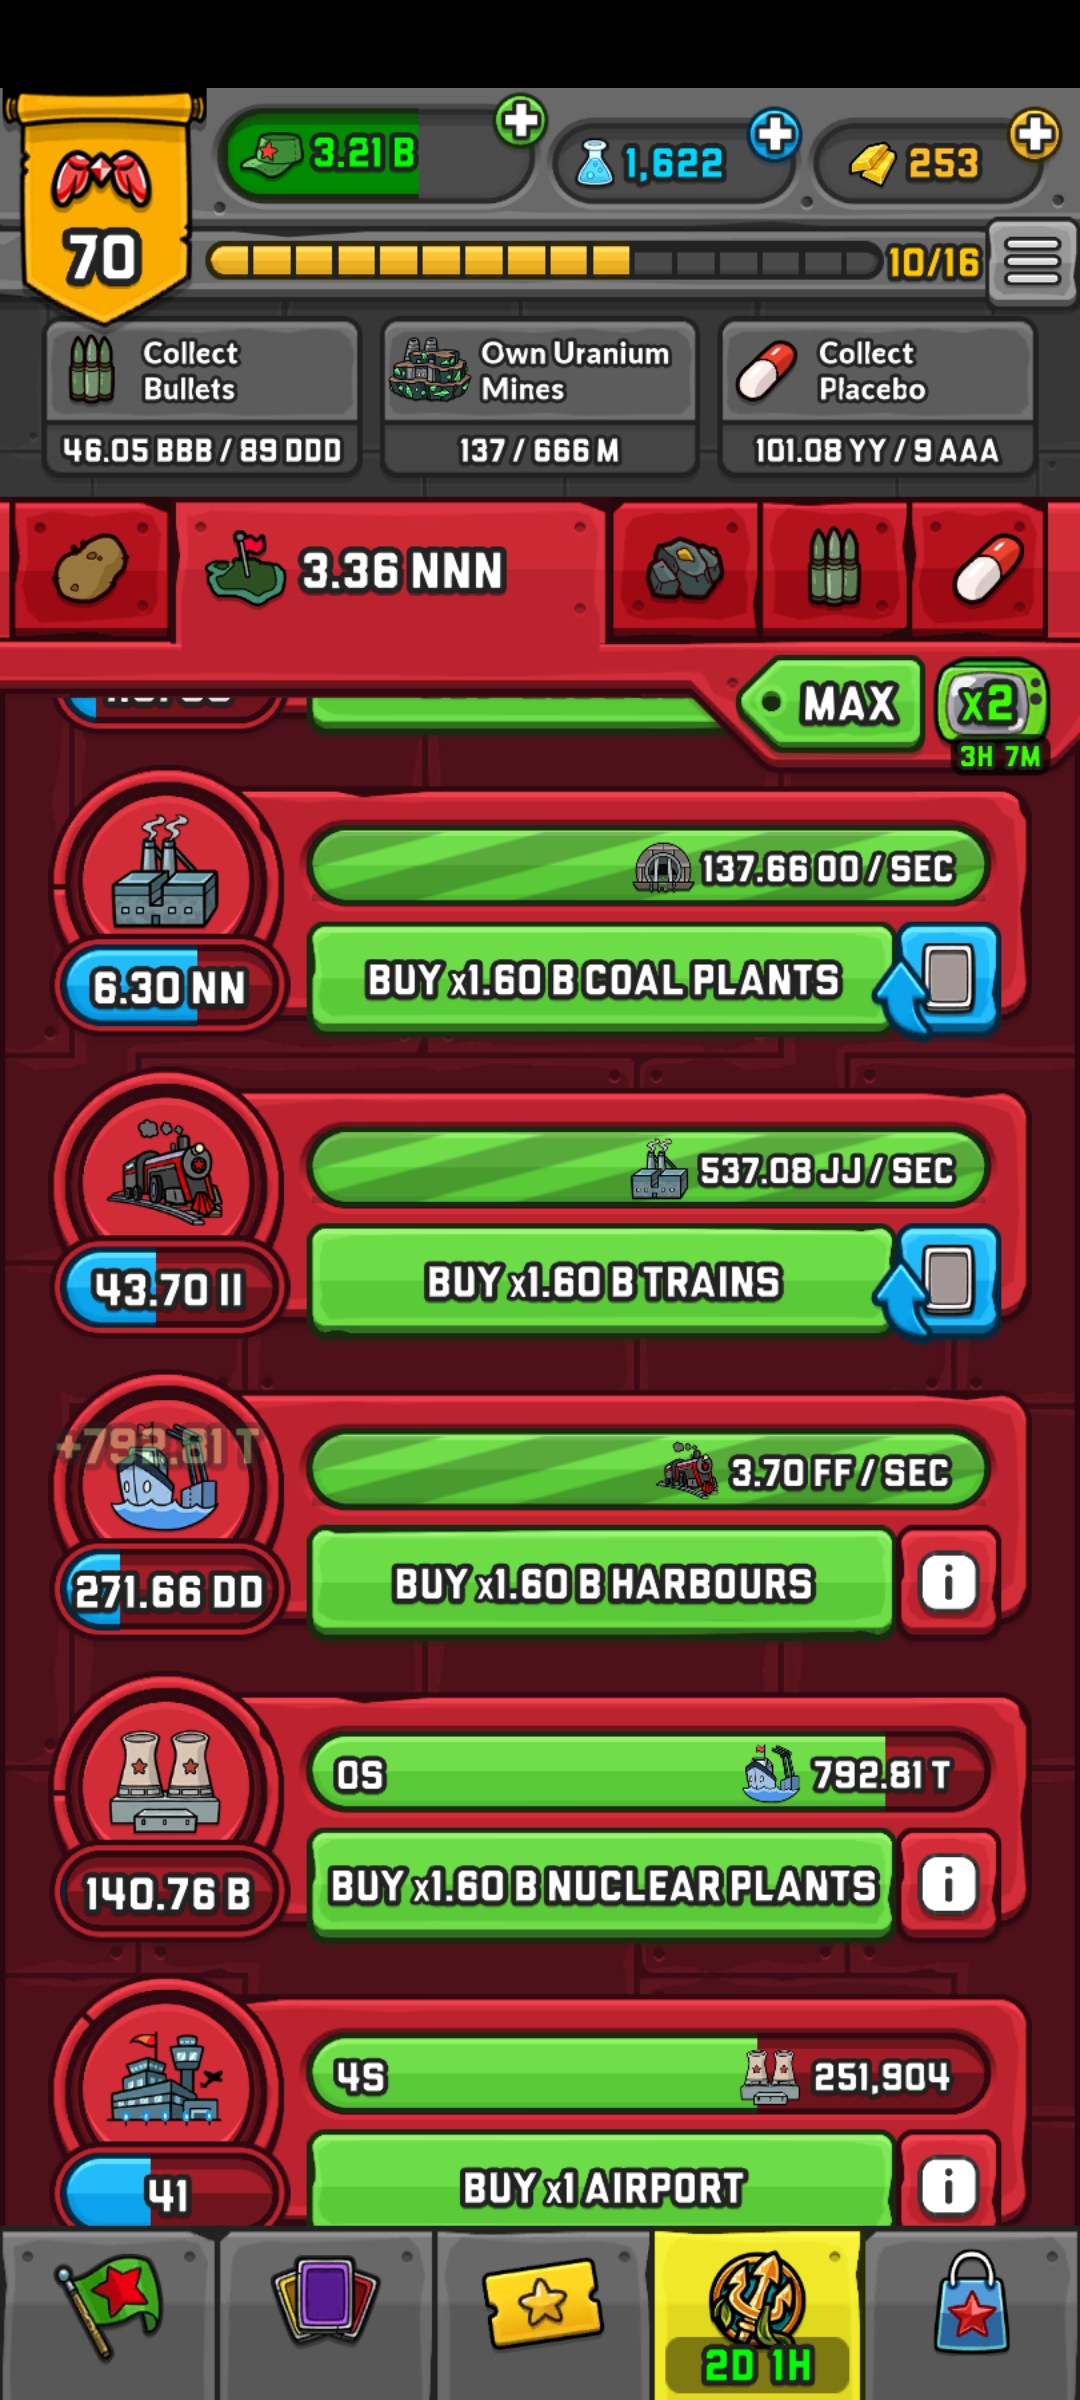 3.21 B
1,622
253
70
10/16
Collect
Bullets
Own Uranium
Mines
Collect
Placebo
46.05 BBB / 89 DDD
137 / 666 M
101.08 YY / 9 AAA
3.36 NNN
MAX
x2
3H 7M
137.66 OO / SEC
6.30 NN
BUY x1.60 B COAL PLANTS
537.08 JJ / SEC
43.70 II
BUY x1.60 B TRAINS
+792.81 T
3.70 FF / SEC
271.66 DD
BUY x1.60 B HARBOURS
i
0S
792.81 T
140.76 B
BUY x1.60 B NUCLEAR PLANTS
i
4S
251,904
41
BUY x1 AIRPORT
i
2D 1H